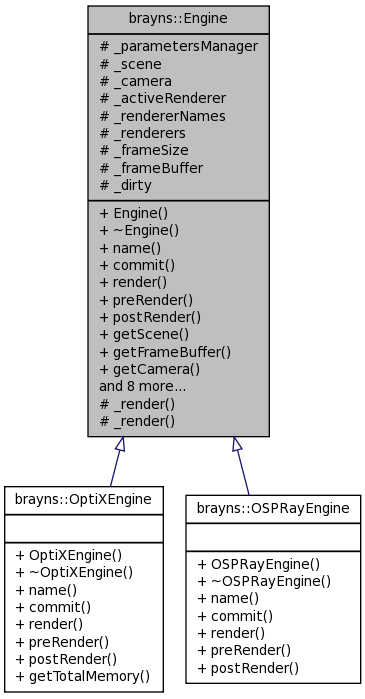 brayns::Engine
# _parametersManager
# _scene
# _camera
# _activeRenderer
# _rendererNames
# _renderers
# _frameSize
# _frameBuffer
# _dirty
+ Engine()
+ ~Engine()
+ name()
+ commit()
+ render()
+ preRender()
+ postRender()
+ getScene()
+ getFrameBuffer()
+ getCamera()
and 8 more...
# _render()
# _render()
brayns::OptiXEngine
+ OptiXEngine()
+ ~OptiXEngine()
+ name()
+ commit()
+ render()
+ preRender()
+ postRender()
+ getTotalMemory()
brayns::OSPRayEngine
+ OSPRayEngine()
+ ~OSPRayEngine()
+ name()
+ commit()
+ render()
+ preRender()
+ postRender()